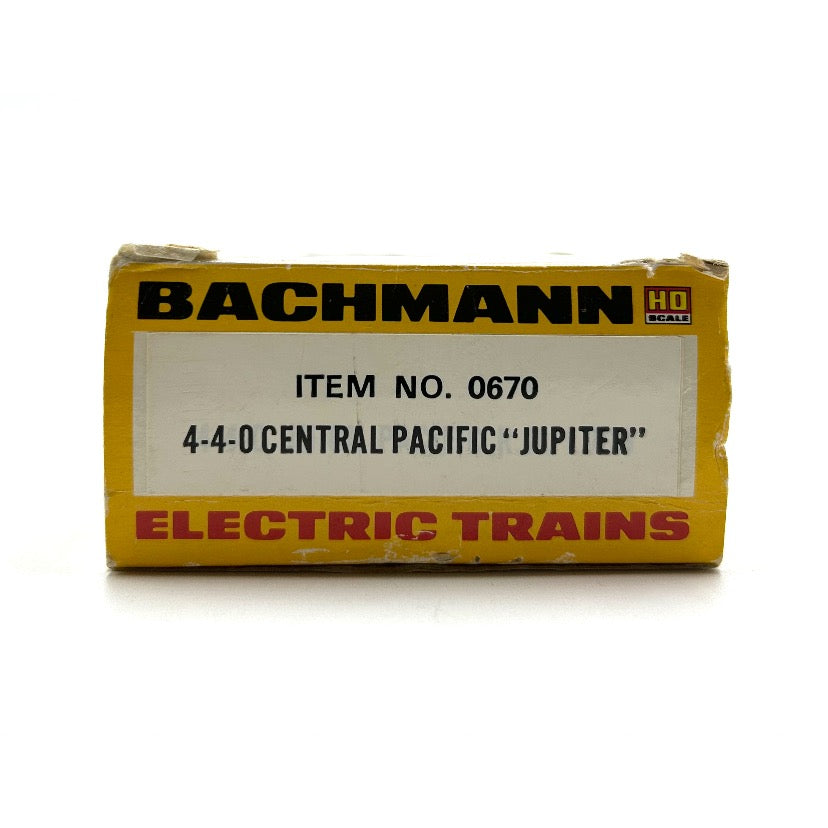 BACHMANN HO SCALE
ITEM NO. 0670
4-4-0 CENTRAL PACIFIC "JUPITER"
ELECTRIC TRAINS